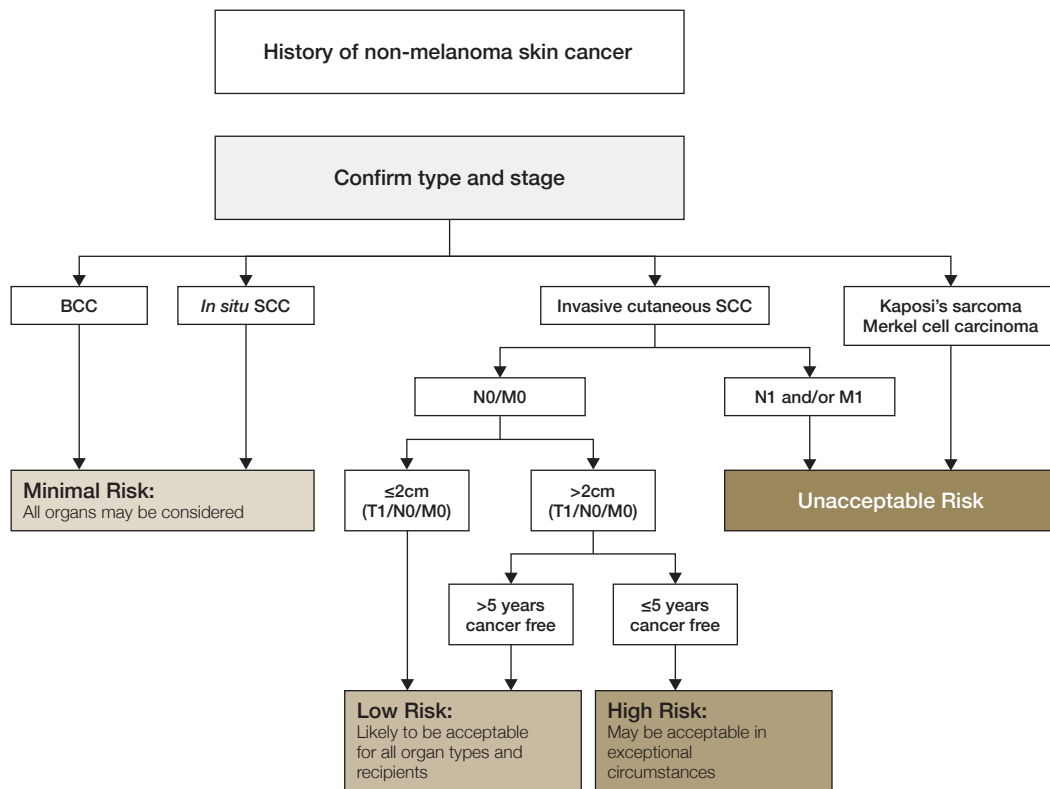 History of non-melanoma skin cancer
Confirm type and stage
BCC
In situ SCC
Invasive cutaneous SCC
Kaposi's sarcoma
Merkel cell carcinoma
N0/M0
N1 and/or M1
Minimal Risk:
All organs may be considered
≤2cm
(T1/N0/M0)
>2cm
(T1/N0/M0)
Unacceptable Risk
>5 years
cancer free
≤5 years
cancer free
Low Risk:
Likely to be acceptable
for all organ types and
recipients
High Risk:
May be acceptable in
exceptional
circumstances